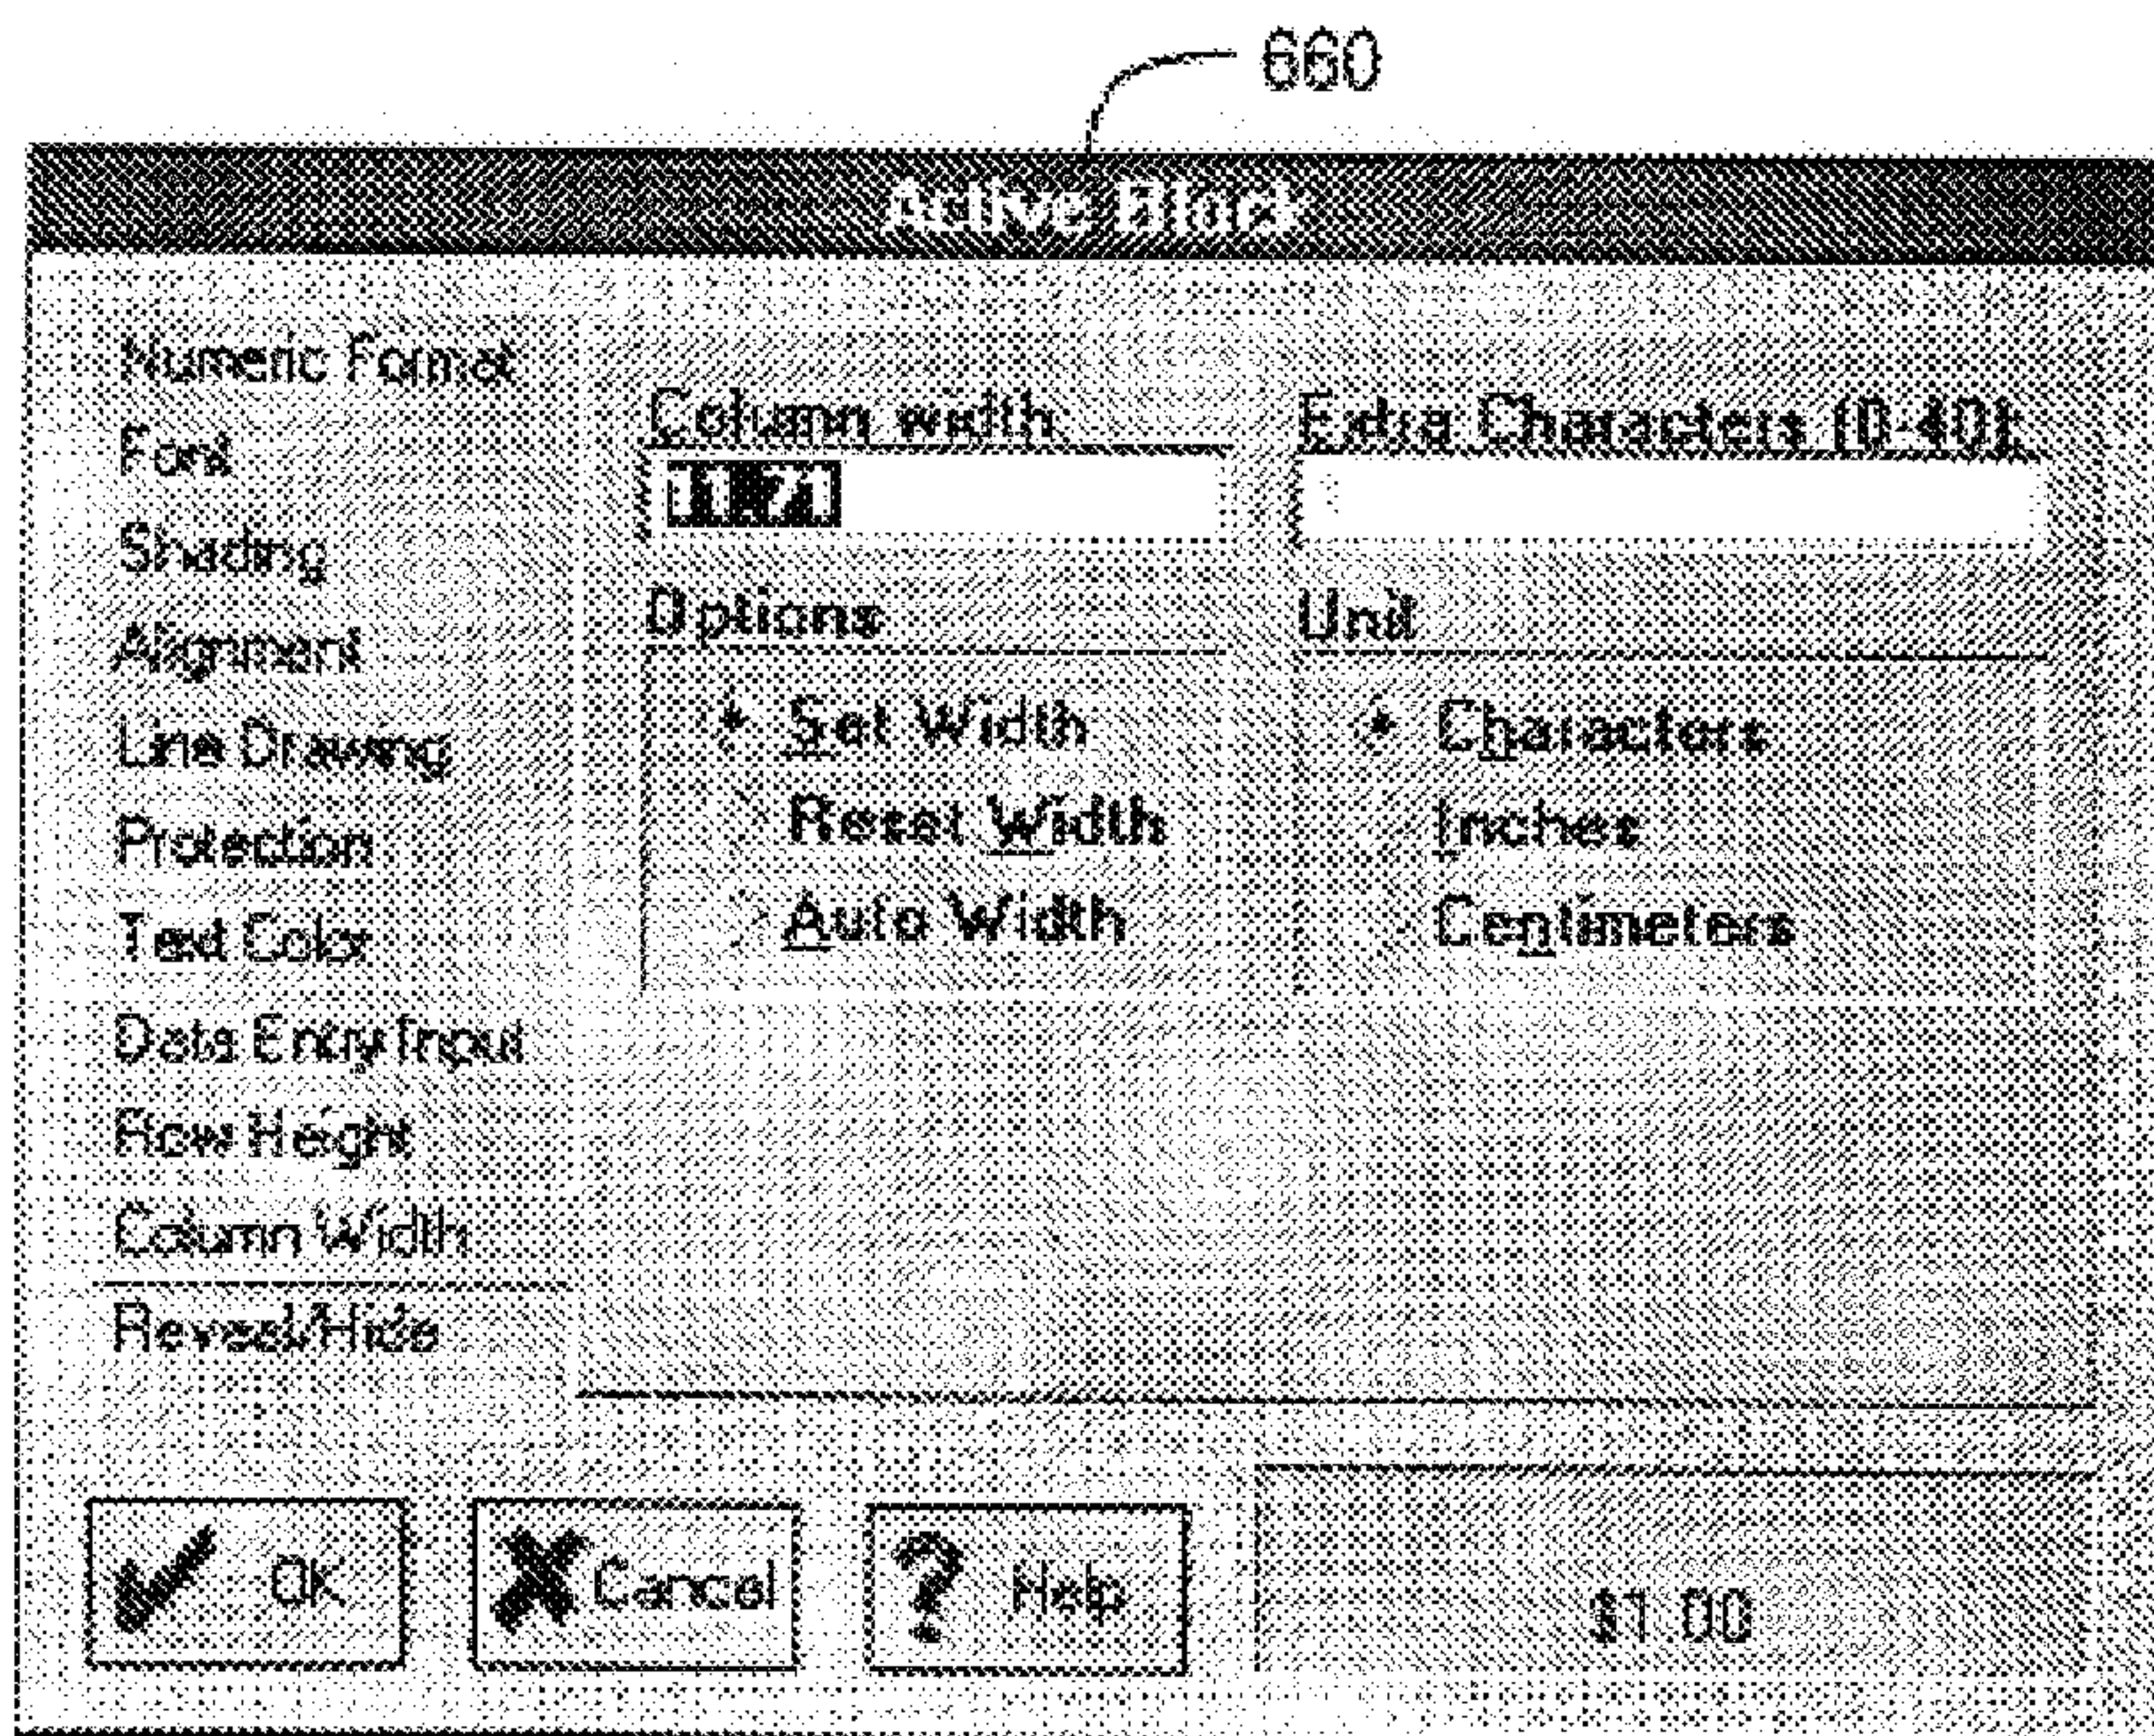 660
Active Block
Numeric Format
Font
Shading
Alignment
Line Drawing
Protection
Text Color
Data Entry Input
Row Height
Column Width
Reveal/Hide
Column width
11.71
Extra Characters (0-40):
Options
Set Width
Reset Width
Auto Width
Unit
Characters
Inches
Centimeters
OK
Cancel
? Help
$1.00